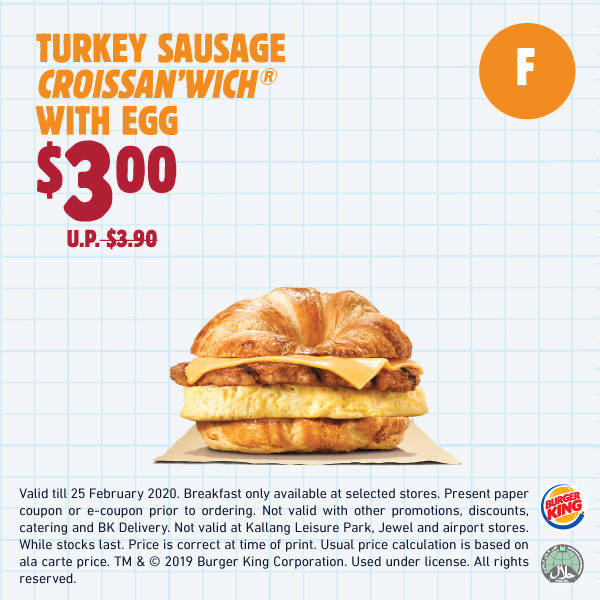 TURKEY SAUSAGE
CROISSAN'WICH®
WITH EGG
$3.00
U.P. $3.90
F
Valid till 25 February 2020. Breakfast only available at selected stores. Present paper
coupon or e-coupon prior to ordering. Not valid with other promotions, discounts,
catering and BK Delivery. Not valid at Kallang Leisure Park, Jewel and airport stores.
While stocks last. Price is correct at time of print. Usual price calculation is based on
ala carte price. TM & © 2019 Burger King Corporation. Used under license. All rights
reserved.
BURGER
KING